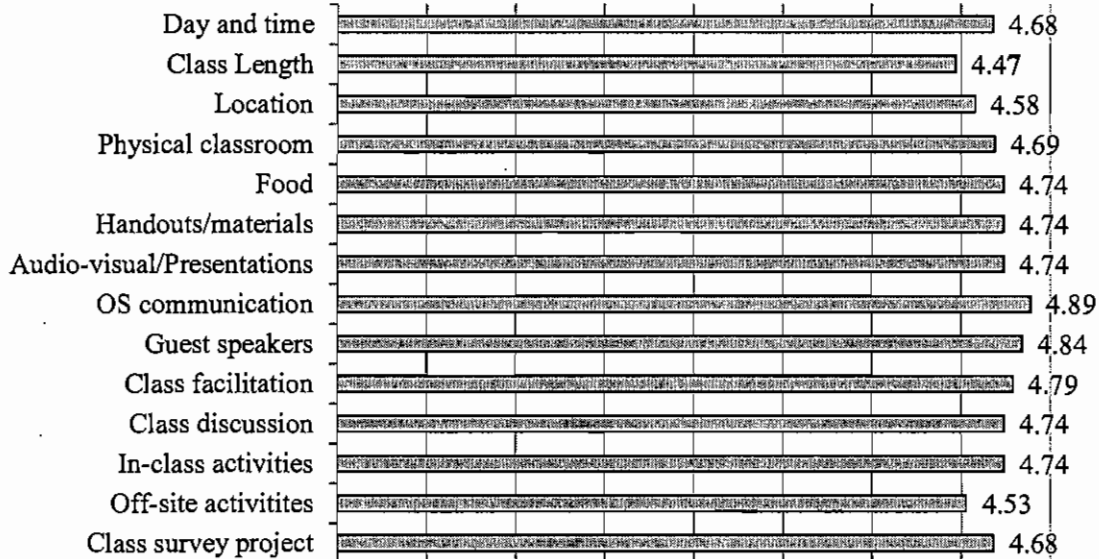 Day and time 4.68
Class Length 4.47
Location 4.58
Physical classroom 4.69
Food 4.74
Handouts/materials 4.74
Audio-visual/Presentations 4.74
OS communication 4.89
Guest speakers 4.84
Class facilitation 4.79
Class discussion 4.74
In-class activities 4.74
Off-site activitites 4.53
Class survey project 4.68